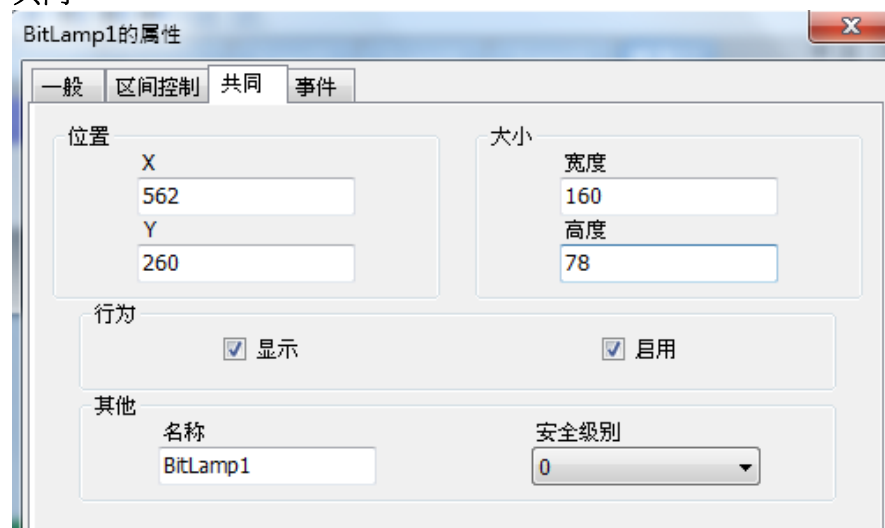 BitLamp1的属性
一般 区间控制 共同 事件
位置
X
562
Y
260
大小
宽度
160
高度
78
行为
显示 启用
其他
名称
BitLamp1
安全级别
0